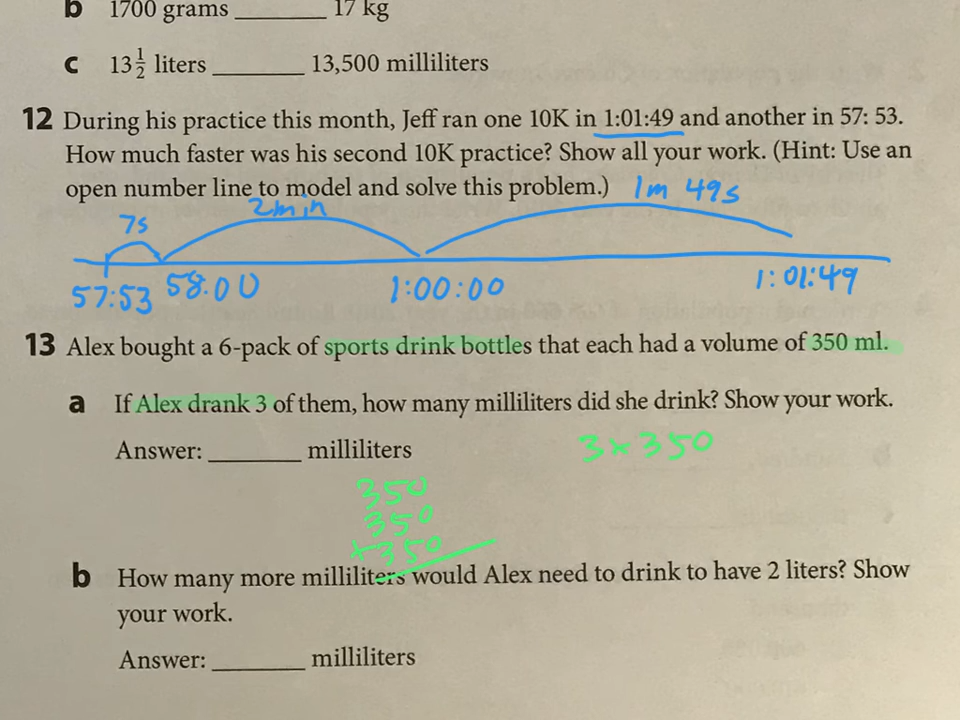 b 1700 grams ________ 17 kg
c 13 1/2 liters ________ 13,500 milliliters
12 During his practice this month, Jeff ran one 10K in 1:01:49 and another in 57: 53.
How much faster was his second 10K practice? Show all your work. (Hint: Use an
open number line to model and solve this problem.) 1m 49s
7s 2min
57:53 58:00 1:00:00 1:01:49
13 Alex bought a 6-pack of sports drink bottles that each had a volume of 350 ml.
a If Alex drank 3 of them, how many milliliters did she drink? Show your work.
Answer: ________ milliliters 3 x 350
350
350
+350
b How many more milliliters would Alex need to drink to have 2 liters? Show
your work.
Answer: ________ milliliters